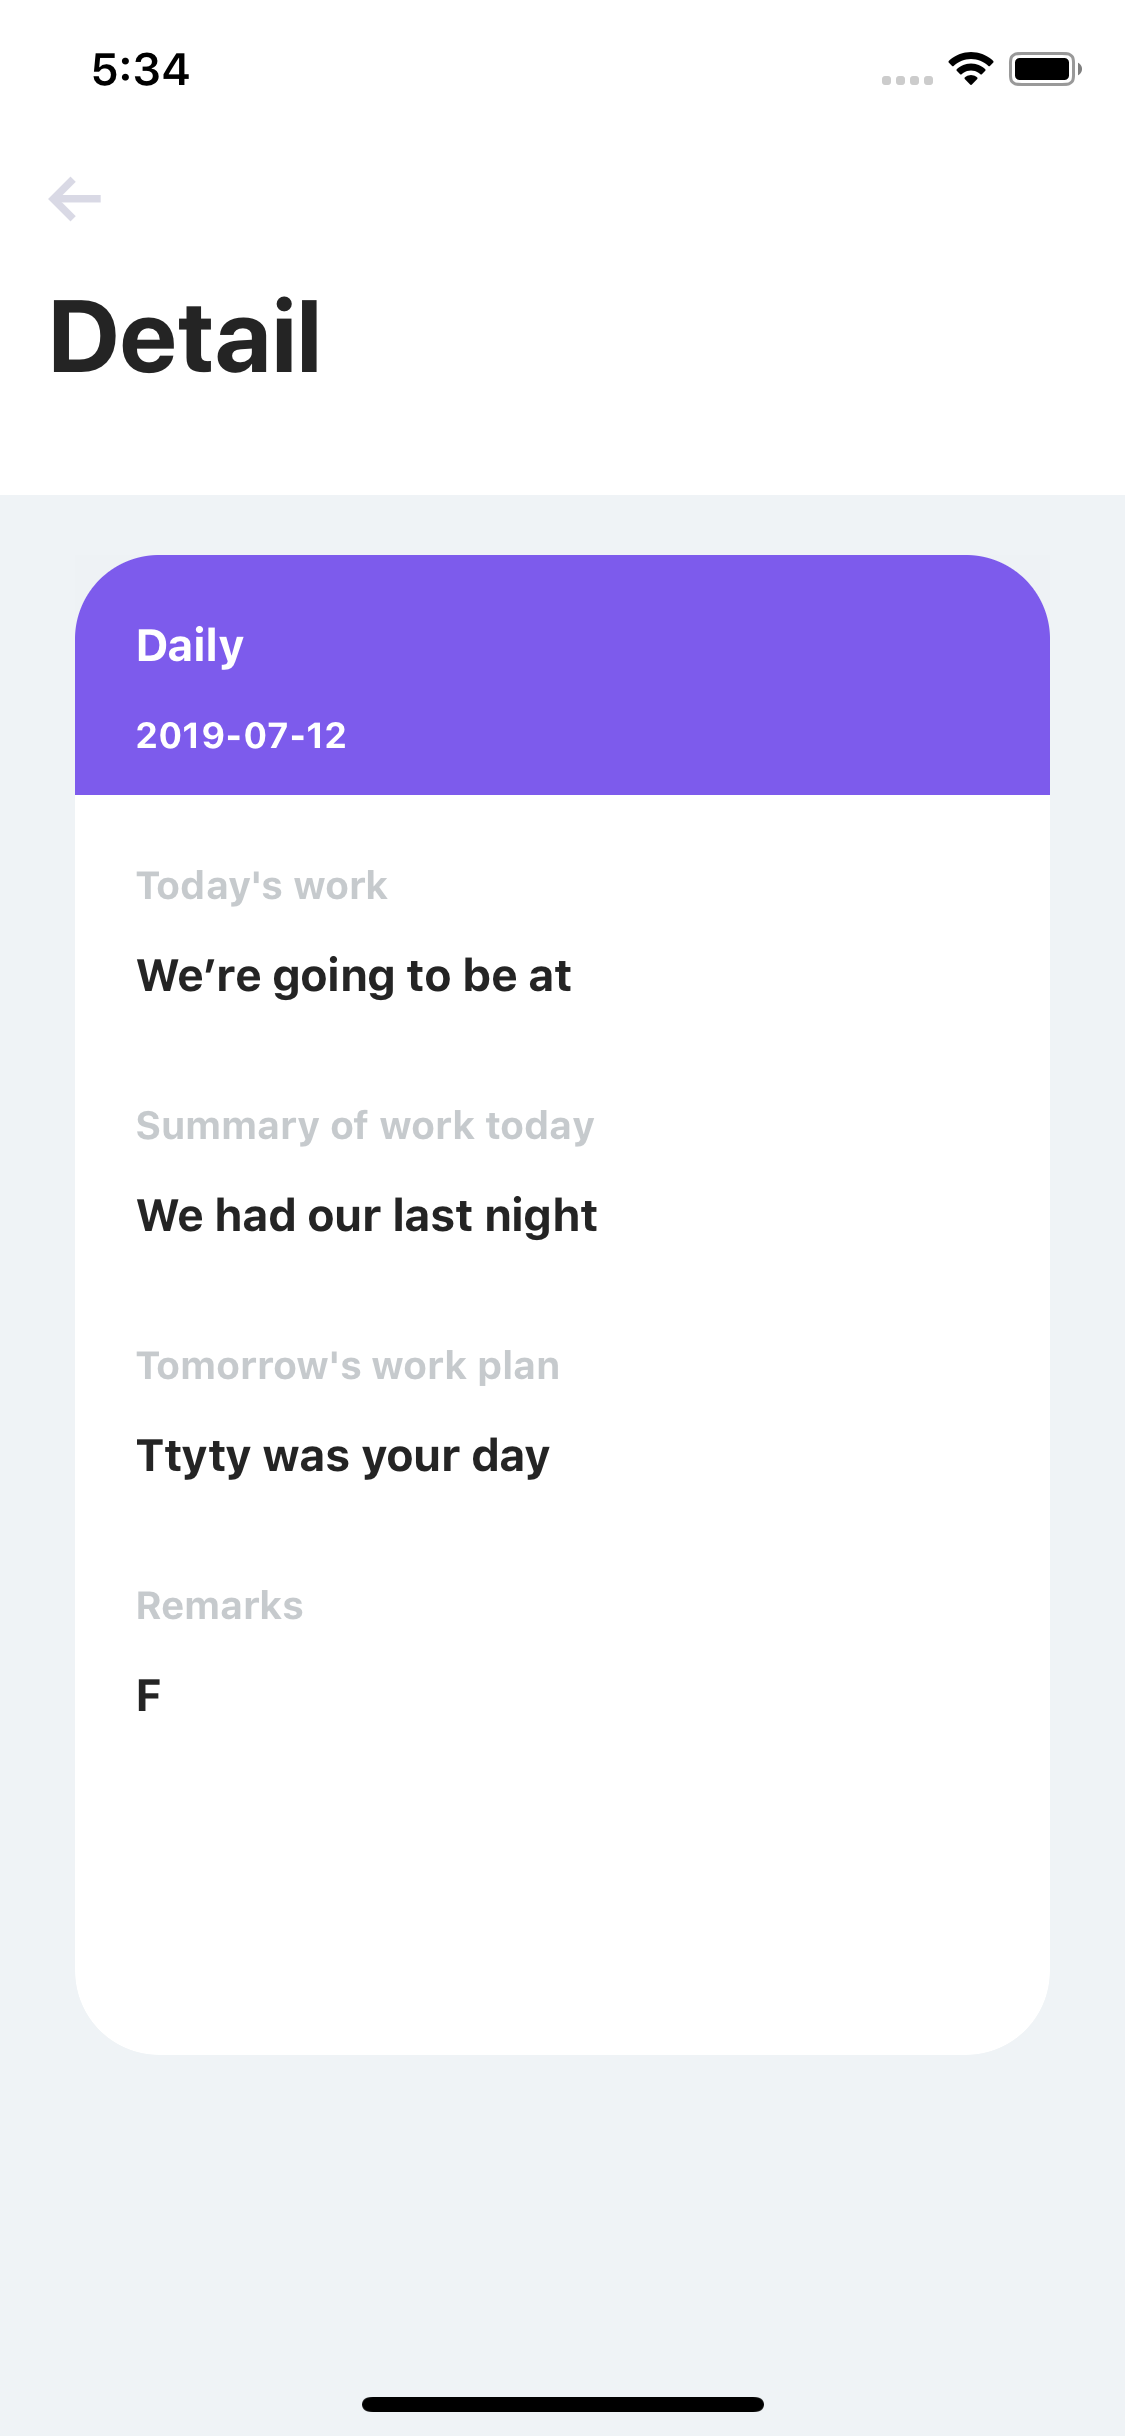 5:34
Detail
Daily
2019-07-12
Today's work
We’re going to be at
Summary of work today
We had our last night
Tomorrow's work plan
Ttyty was your day
Remarks
F